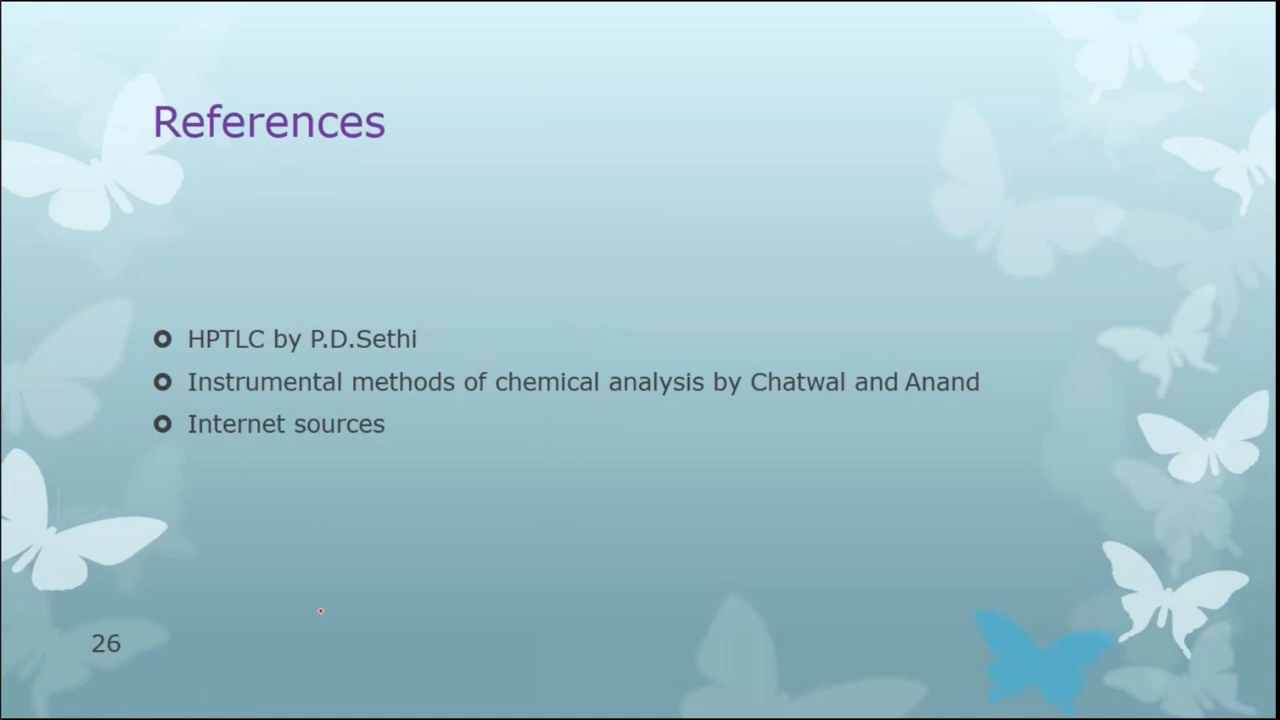 References
HPTLC by P.D.Sethi
Instrumental methods of chemical analysis by Chatwal and Anand
Internet sources
26